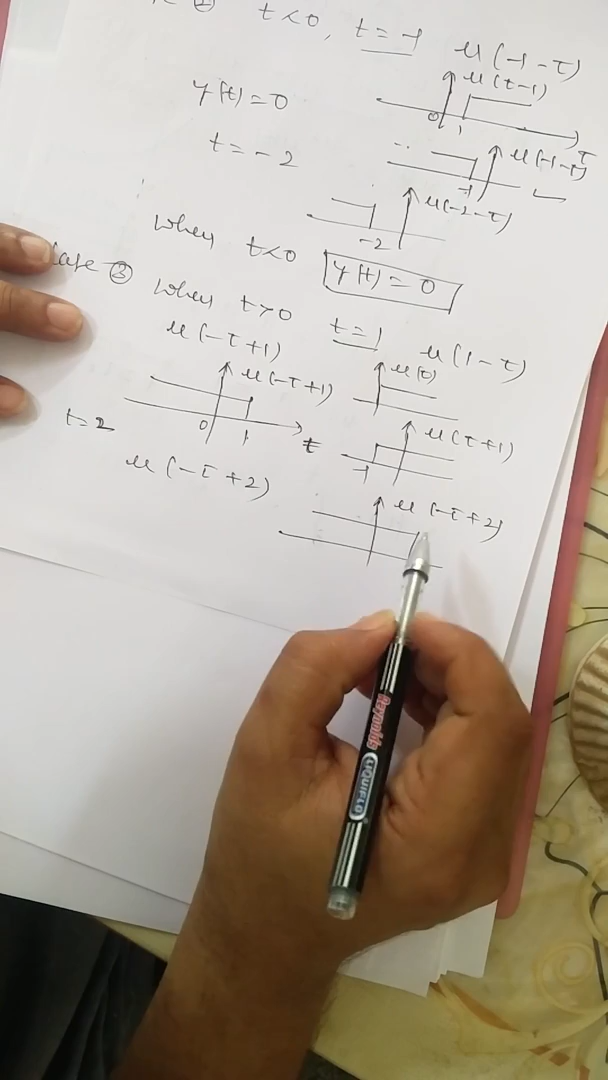 ② t<0, t=-1 u(-1-τ)
y(t)=0 u(τ-1)
0 1 τ
t=-2 u(-1-τ)
-1
u(-2-τ)
-2
when t<0 y(t)=0
Case ③ when t>0 t=1 u(1-τ)
u(-τ+1)
u(-τ+1) u(τ)
0 1 t
t=2 u(τ+1)
-1
u(-τ+2)
u(-τ+2)
Reynolds
LIQUIFLO